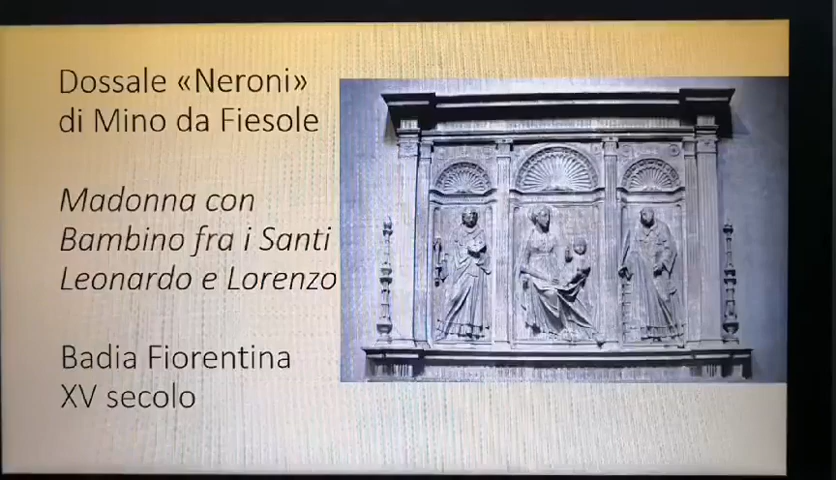 Dossale «Neroni»
di Mino da Fiesole
Madonna con
Bambino fra i Santi
Leonardo e Lorenzo
Badia Fiorentina
XV secolo